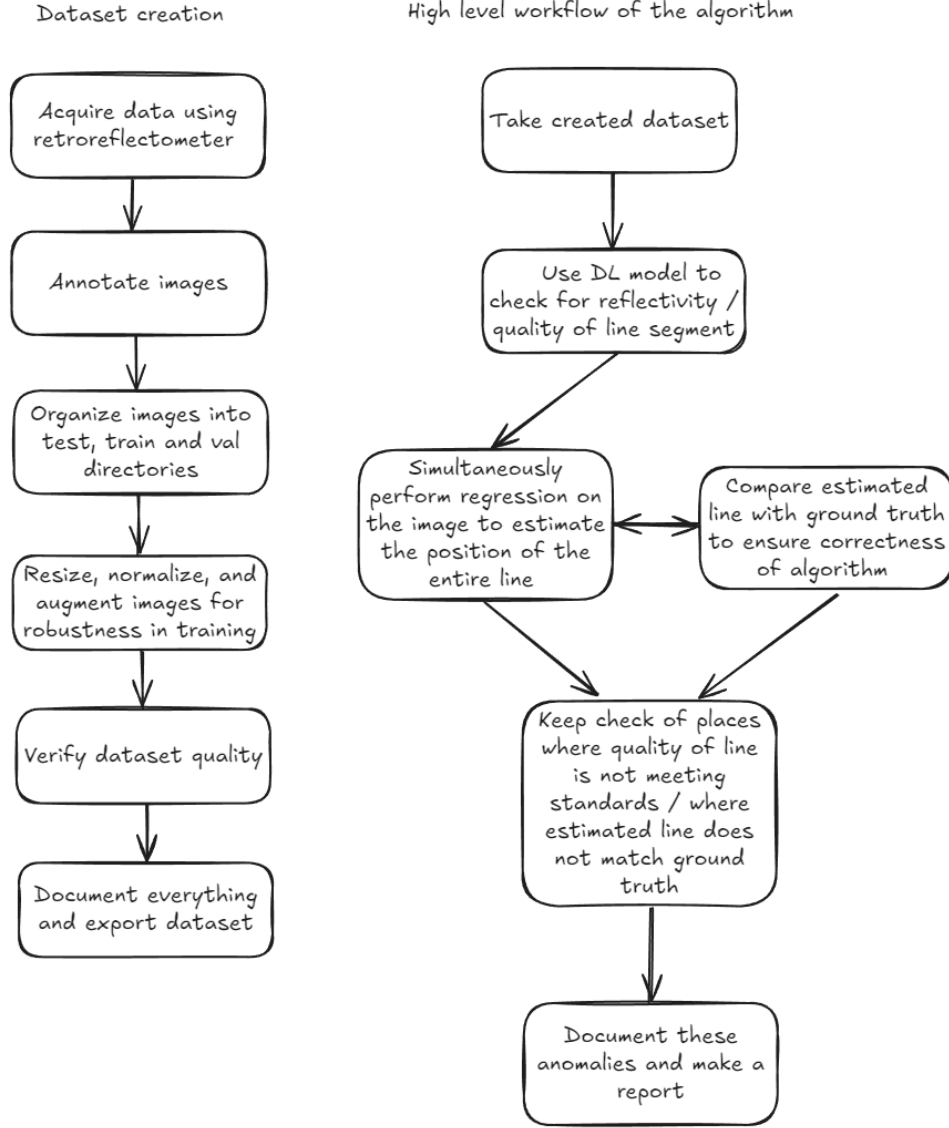 Dataset creation
Acquire data using
retroreflectometer
Annotate images
Organize images into
test, train and val
directories
Resize, normalize, and
augment images for
robustness in training
Verify dataset quality
Document everything
and export dataset
High level workflow of the algorithm
Take created dataset
Use DL model to
check for reflectivity /
quality of line segment
Simultaneously
perform regression on
the image to estimate
the position of the
entire line
Compare estimated
line with ground truth
to ensure correctness
of algorithm
Keep check of places
where quality of line
is not meeting
standards / where
estimated line does
not match ground
truth
Document these
anomalies and make a
report